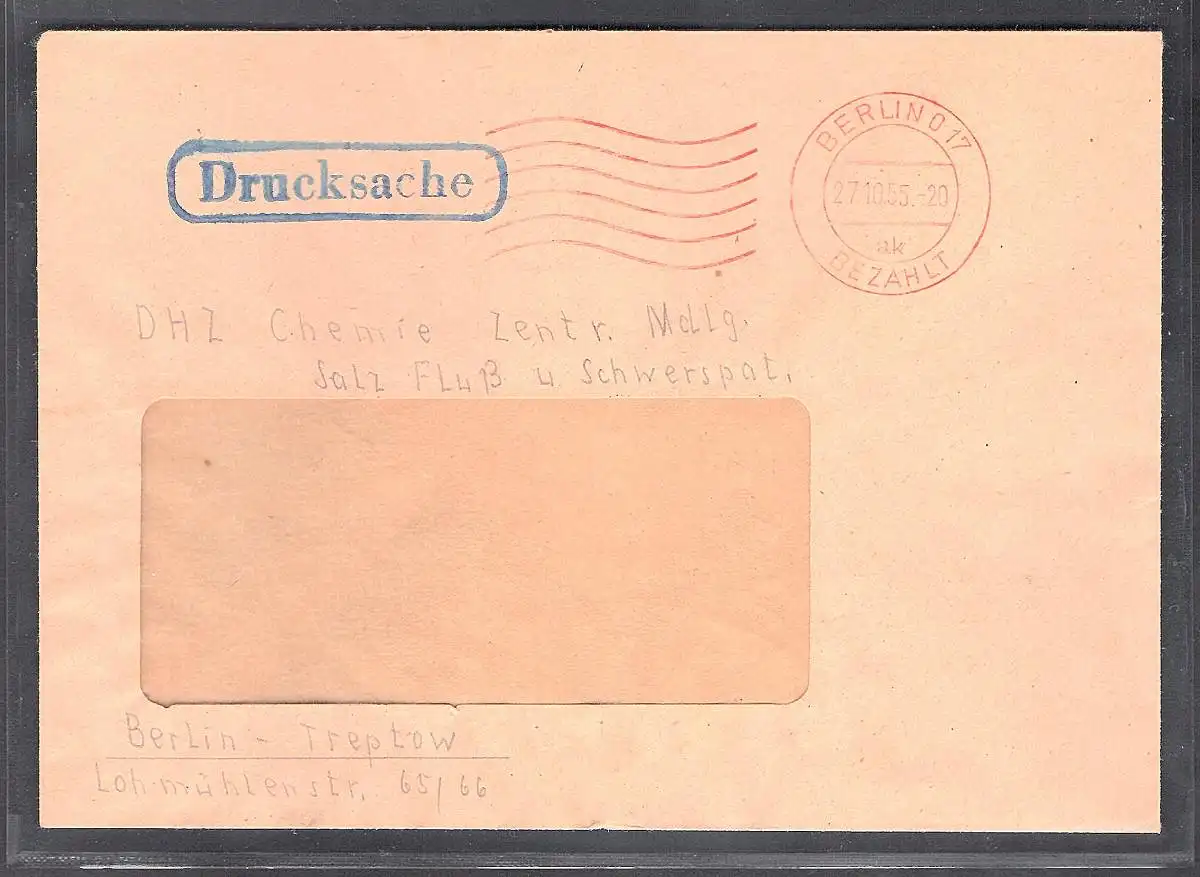 Drucksache
BERLIN O 17
27.10.55.-20
ak
BEZAHLT
DHZ Chemie Zentr. Mdllg.
Salz Fluß u Schwerspat.
Berlin - Treptow
Lohmühlenstr. 65/66